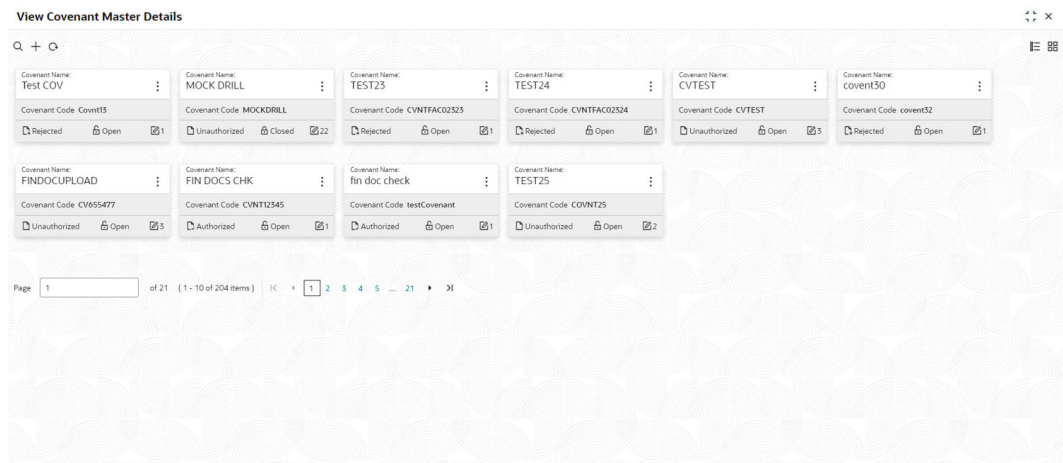 View Covenant Master Details
Covenant Name:
Test COV
Covenant Code Covnt13
Rejected Open 1
Covenant Name:
MOCK DRILL
Covenant Code MOCKDRILL
Unauthorized Closed 22
Covenant Name:
TEST23
Covenant Code CVNTFAC02323
Rejected Open 1
Covenant Name:
TEST24
Covenant Code CVNTFAC02324
Rejected Open 1
Covenant Name:
CVTEST
Covenant Code CVTEST
Unauthorized Open 3
Covenant Name:
covent30
Covenant Code covent32
Rejected Open 1
Covenant Name:
FINDOCUPLOAD
Covenant Code CV655477
Unauthorized Open 3
Covenant Name:
FIN DOCS CHK
Covenant Code CVNT12345
Authorized Open 1
Covenant Name:
fin doc check
Covenant Code testCovenant
Authorized Open 1
Covenant Name:
TEST25
Covenant Code COVNT25
Unauthorized Open 2
Page 1 of 21 ( 1 - 10 of 204 items ) 1 2 3 4 5 ... 21